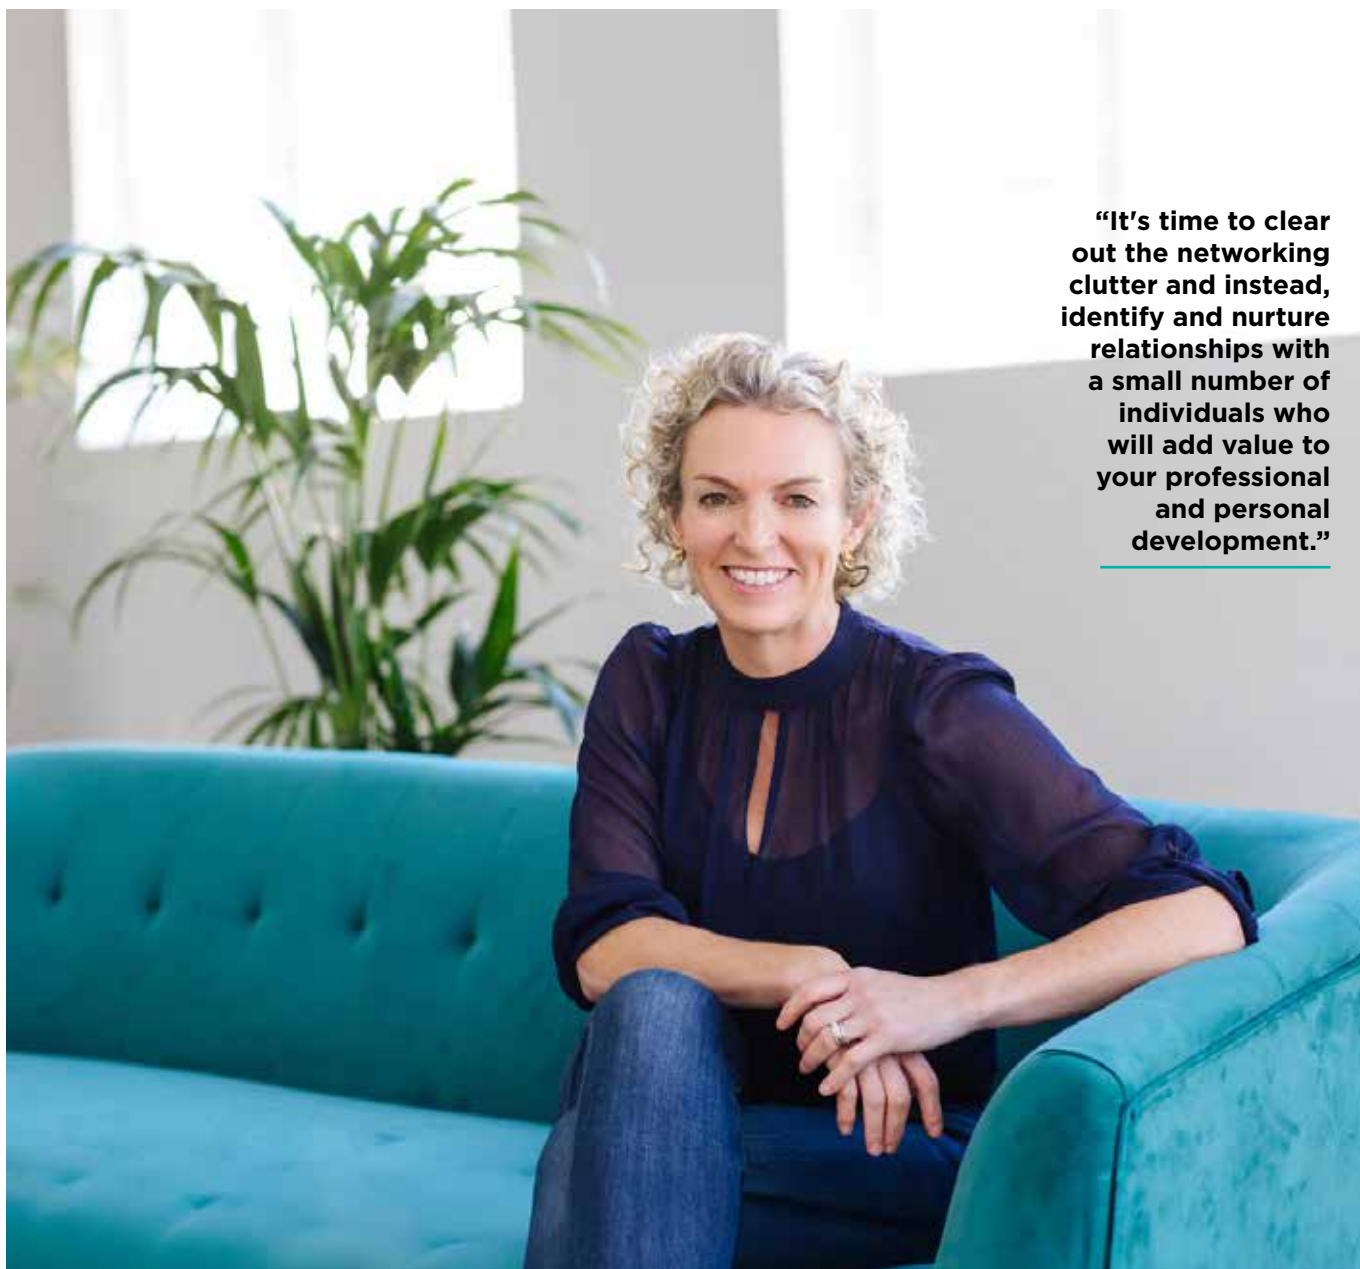 “It's time to clear
out the networking
clutter and instead,
identify and nurture
relationships with
a small number of
individuals who
will add value to
your professional
and personal
development.”